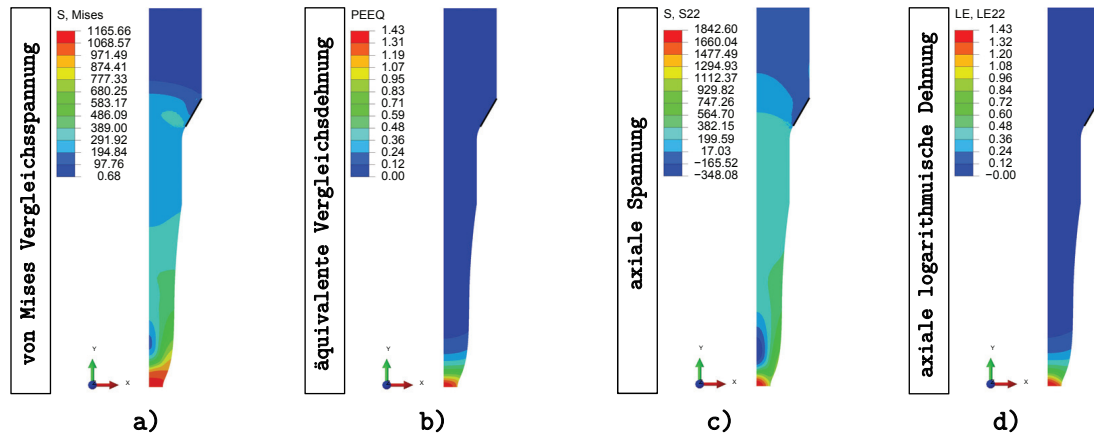 von Mises Vergleichsspannung
S, Mises
1165.66
1068.57
971.49
874.41
777.33
680.25
583.17
486.09
389.00
291.92
194.84
97.76
0.68
Y
X
a)
äquivalente Vergleichsdehnung
PEEQ
1.43
1.31
1.19
1.07
0.95
0.83
0.71
0.59
0.48
0.36
0.24
0.12
0.00
Y
X
b)
axiale Spannung
S, S22
1842.60
1660.04
1477.49
1294.93
1112.37
929.82
747.26
564.70
382.15
199.59
17.03
−165.52
−348.08
Y
X
c)
axiale logarithmuische Dehnung
LE, LE22
1.43
1.32
1.20
1.08
0.96
0.84
0.72
0.60
0.48
0.36
0.24
0.12
−0.00
Y
X
d)